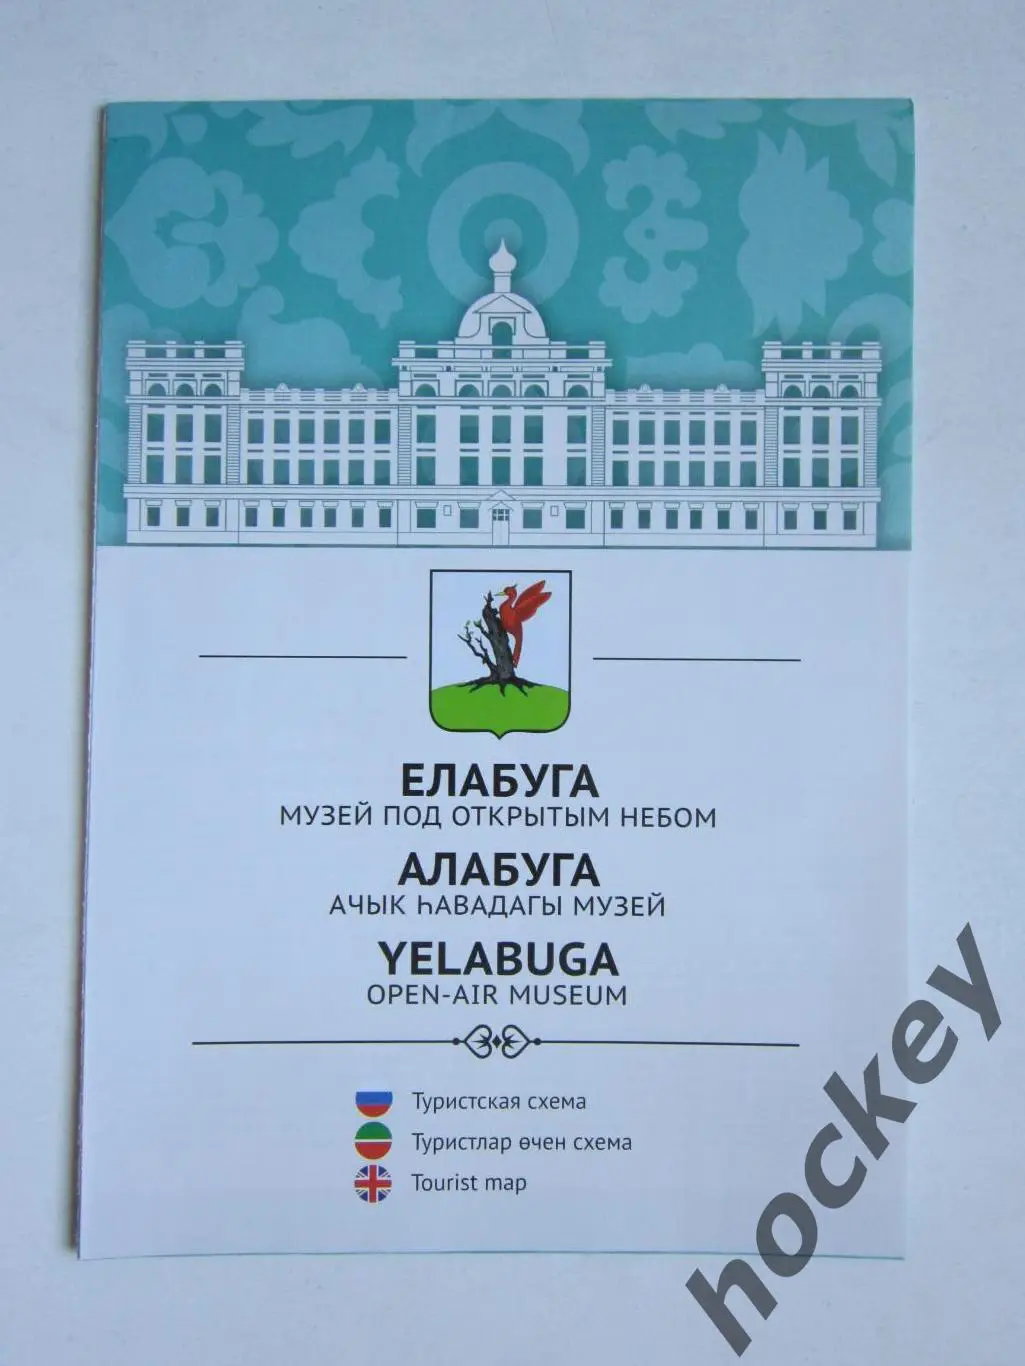 ЕЛАБУГА
МУЗЕЙ ПОД ОТКРЫТЫМ НЕБОМ
АЛАБУГА
АЧЫК ҺАВАДАГЫ МУЗЕЙ
YELABUGA
OPEN-AIR MUSEUM
Туристская схема
Туристлар өчен схема
Tourist map
hockey